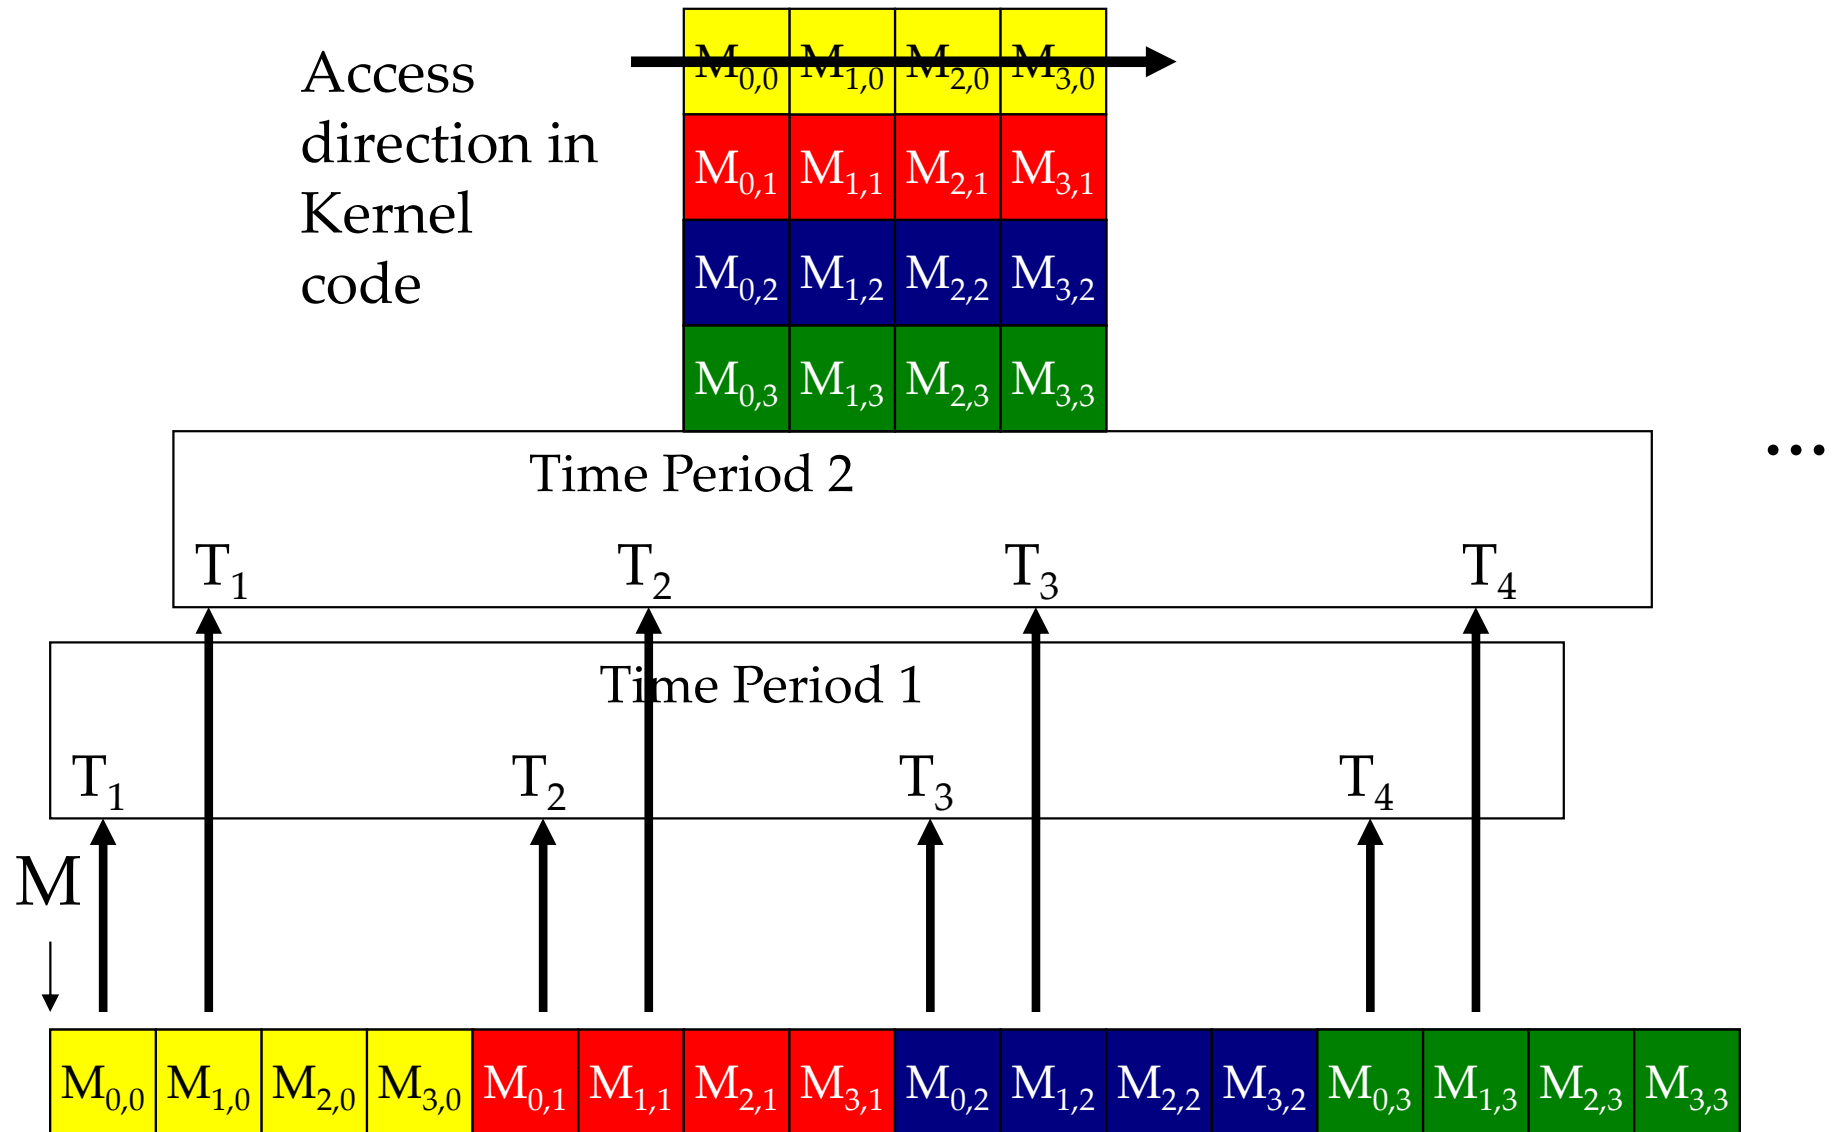 Access
direction in
Kernel
code
M0,0 M1,0 M2,0 M3,0
M0,1 M1,1 M2,1 M3,1
M0,2 M1,2 M2,2 M3,2
M0,3 M1,3 M2,3 M3,3
...
Time Period 2
T1 T2 T3 T4
Time Period 1
T1 T2 T3 T4
M
M0,0 M1,0 M2,0 M3,0 M0,1 M1,1 M2,1 M3,1 M0,2 M1,2 M2,2 M3,2 M0,3 M1,3 M2,3 M3,3